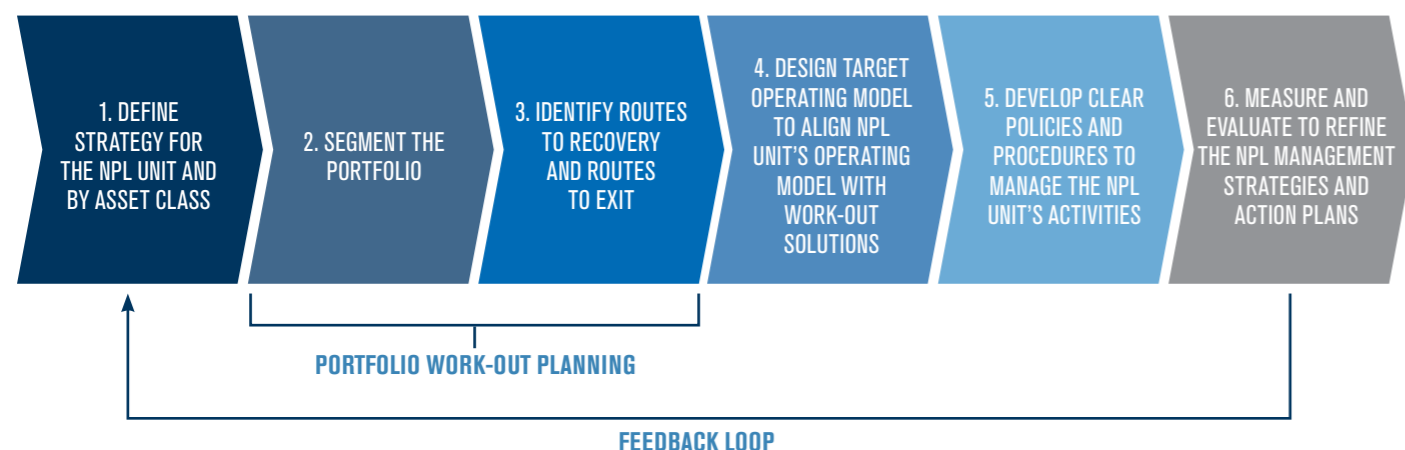 1. DEFINE
STRATEGY FOR
THE NPL UNIT AND
BY ASSET CLASS
2. SEGMENT THE
PORTFOLIO
3. IDENTIFY ROUTES
TO RECOVERY
AND ROUTES
TO EXIT
4. DESIGN TARGET
OPERATING MODEL
TO ALIGN NPL
UNIT’S OPERATING
MODEL WITH
WORK-OUT
SOLUTIONS
5. DEVELOP CLEAR
POLICIES AND
PROCEDURES TO
MANAGE THE NPL
UNIT’S ACTIVITIES
6. MEASURE AND
EVALUATE TO REFINE
THE NPL MANAGEMENT
STRATEGIES AND
ACTION PLANS
PORTFOLIO WORK-OUT PLANNING
FEEDBACK LOOP